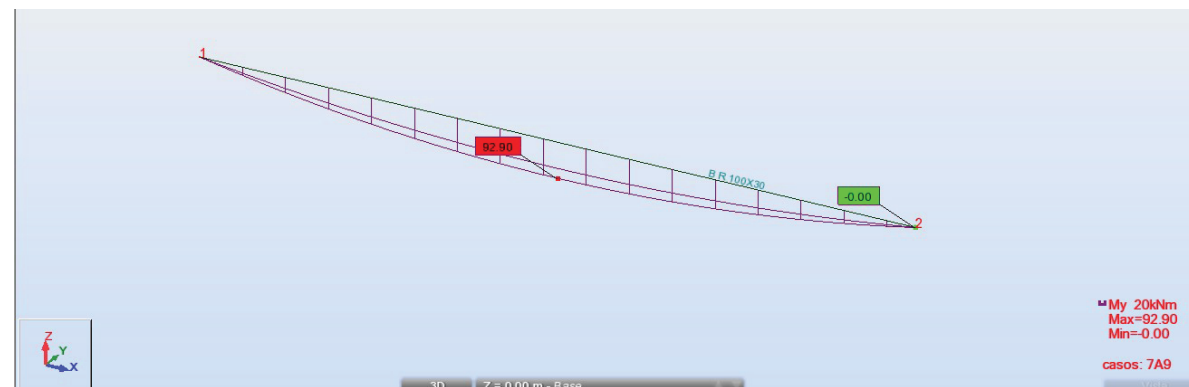 1
92.90
B R 100X30
-0.00
2
My 20kNm
Max=92.90
Min=-0.00
casos: 7A9
Z
Y
X
3D
Z = 0.00 m - Base